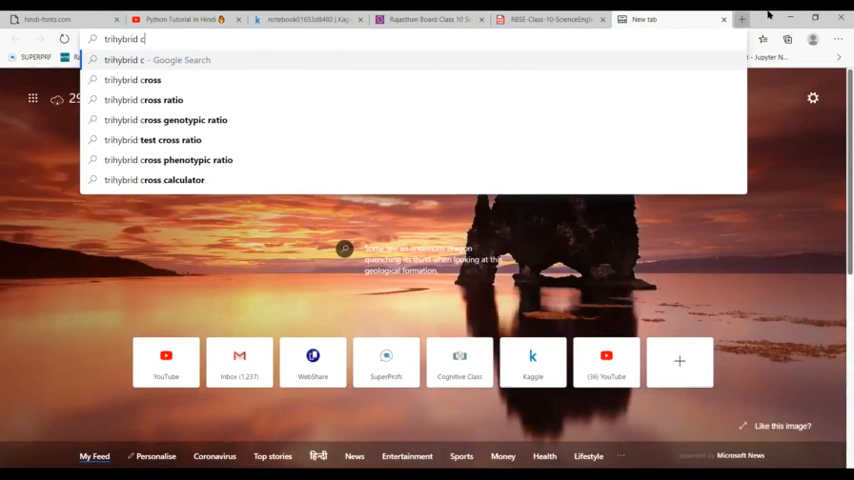 hindi-fonts.com
Python Tutorial In Hindi
notebook01653d8480 | Kag
Rajasthan Board Class 10 Sc
RBSE-Class-10-ScienceEngl
New tab
trihybrid c
SUPERPRF
- Jupyter N...
trihybrid c - Google Search
trihybrid cross
trihybrid cross ratio
trihybrid cross genotypic ratio
trihybrid test cross ratio
trihybrid cross phenotypic ratio
trihybrid cross calculator
29
Some see an enormous dragon
quenching its thirst when looking at the
geological formation.
YouTube
Inbox (1,237)
WebShare
SuperProfs
Cognitive Class
Kaggle
(36) YouTube
Like this image?
My Feed
Personalise
Coronavirus
Top stories
हिन्दी
News
Entertainment
Sports
Money
Health
Lifestyle
...
powered by Microsoft News